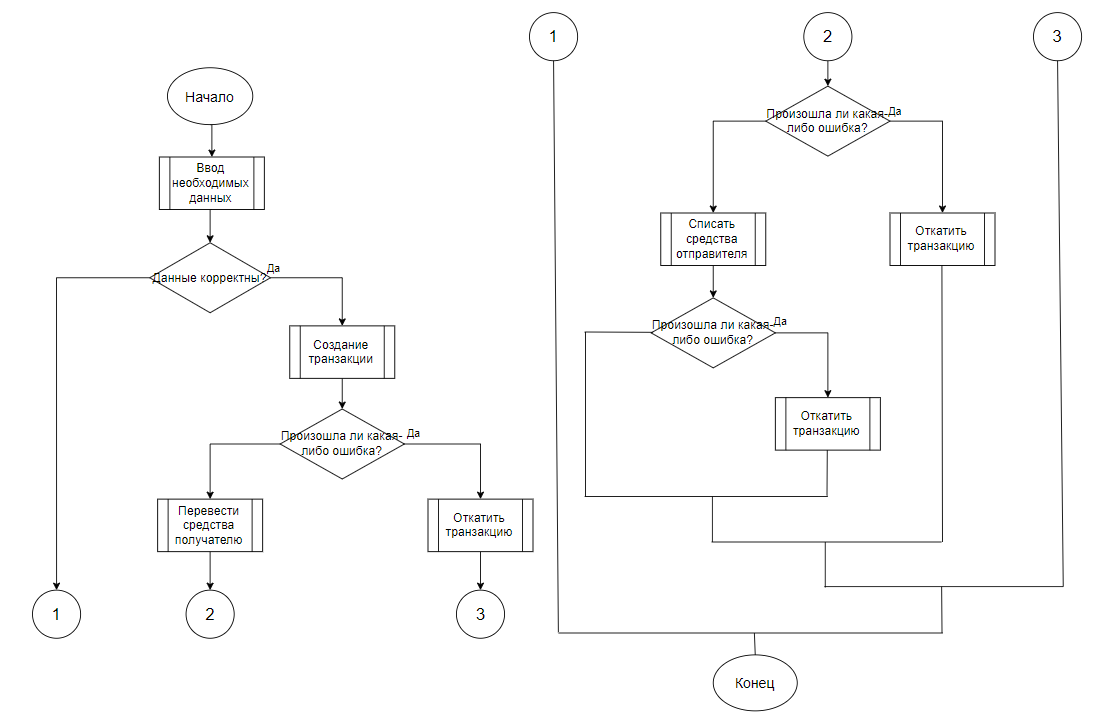 Начало
Ввод
необходимых
данных
Данные корректны?
Да
Создание
транзакции
Произошла ли какая-
либо ошибка?
Да
Перевести
средства
получателю
Откатить
транзакцию
1
2
3
1
2
3
Произошла ли какая-
либо ошибка?
Да
Списать
средства
отправителя
Откатить
транзакцию
Произошла ли какая-
либо ошибка?
Да
Откатить
транзакцию
Конец